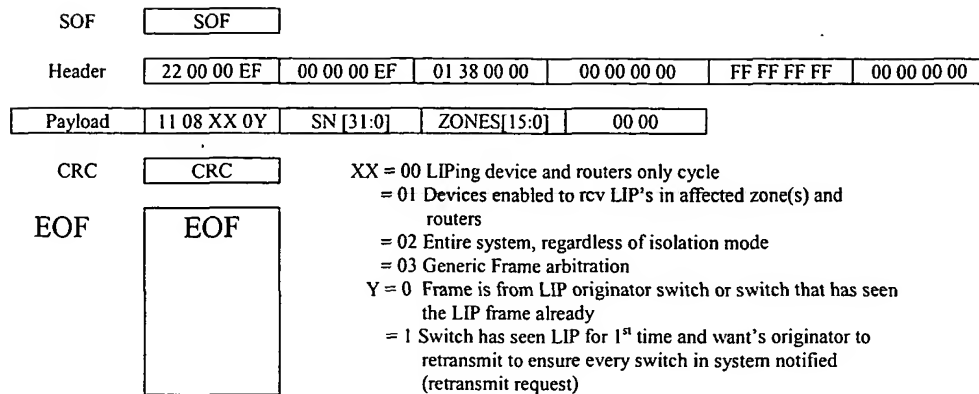 SOF SOF
Header 22 00 00 EF 00 00 00 EF 01 38 00 00 00 00 00 00 FF FF FF FF 00 00 00 00
Payload 11 08 XX 0Y SN [31:0] ZONES[15:0] 00 00
CRC CRC
EOF EOF
XX = 00 LIPing device and routers only cycle
= 01 Devices enabled to rcv LIP's in affected zone(s) and
routers
= 02 Entire system, regardless of isolation mode
= 03 Generic Frame arbitration
Y = 0 Frame is from LIP originator switch or switch that has seen
the LIP frame already
= 1 Switch has seen LIP for 1st time and want's originator to
retransmit to ensure every switch in system notified
(retransmit request)